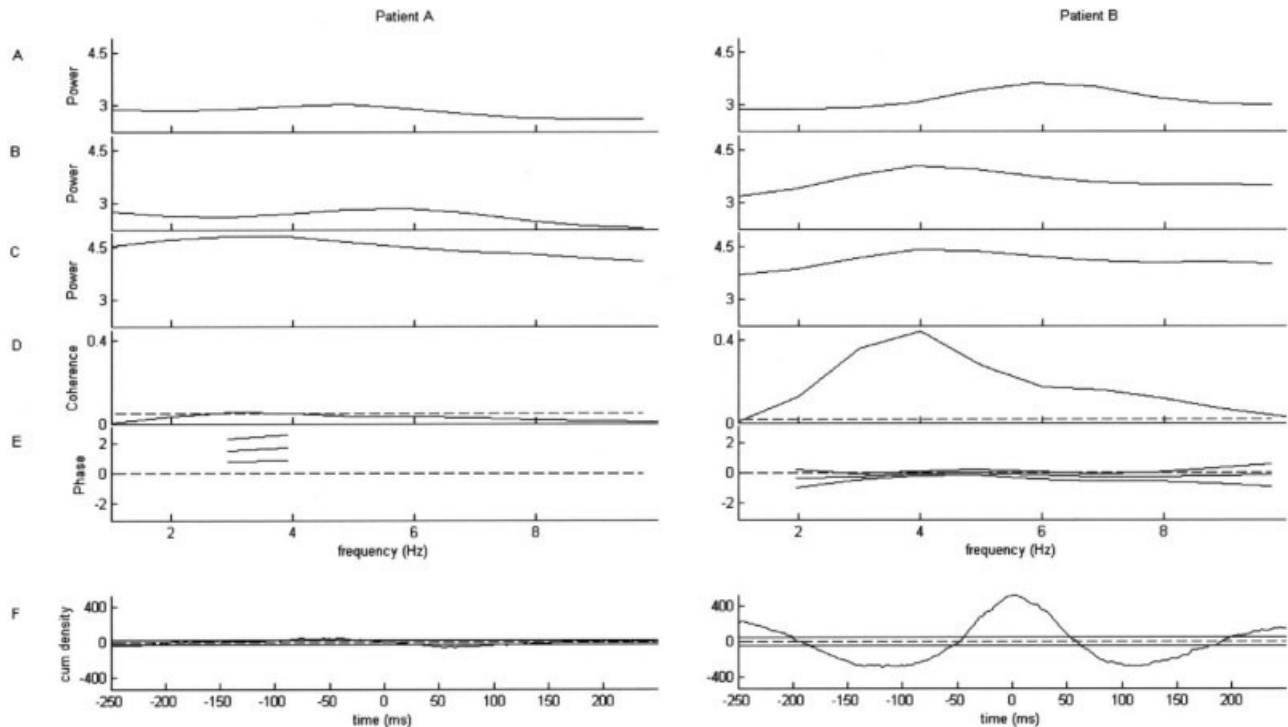 Patient A Patient B
A Power 4.5 3 Power 4.5 3
B Power 4.5 3 4.5 3
C Power 4.5 3 4.5 3
D Coherence 0.4 0 0.4 0
E Phase 2 0 -2 2 0 -2
2 4 6 8 2 4 6 8
frequency (Hz) frequency (Hz)
F cum density 400 0 -400 400 0 -400
-250 -200 -150 -100 -50 0 50 100 150 200 -250 -200 -150 -100 -50 0 50 100 150 200
time (ms) time (ms)